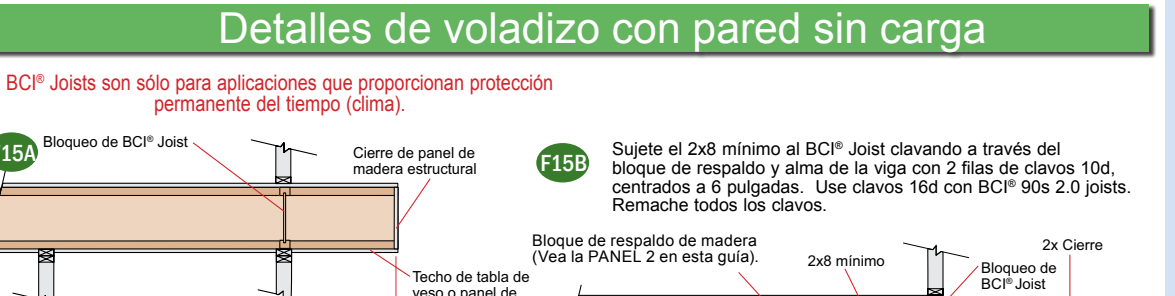 Detalles de voladizo con pared sin carga
BCI® Joists son sólo para aplicaciones que proporcionan protección
permanente del tiempo (clima).
15A
Bloqueo de BCI® Joist
Cierre de panel de
madera estructural
Techo de tabla de
yeso o panel de
F15B
Sujete el 2x8 mínimo al BCI® Joist clavando a través del
bloque de respaldo y alma de la viga con 2 filas de clavos 10d,
centrados a 6 pulgadas. Use clavos 16d con BCI® 90s 2.0 joists.
Remache todos los clavos.
Bloque de respaldo de madera
(Vea la PANEL 2 en esta guía).
2x8 mínimo
2x Cierre
Bloqueo de
BCI® Joist